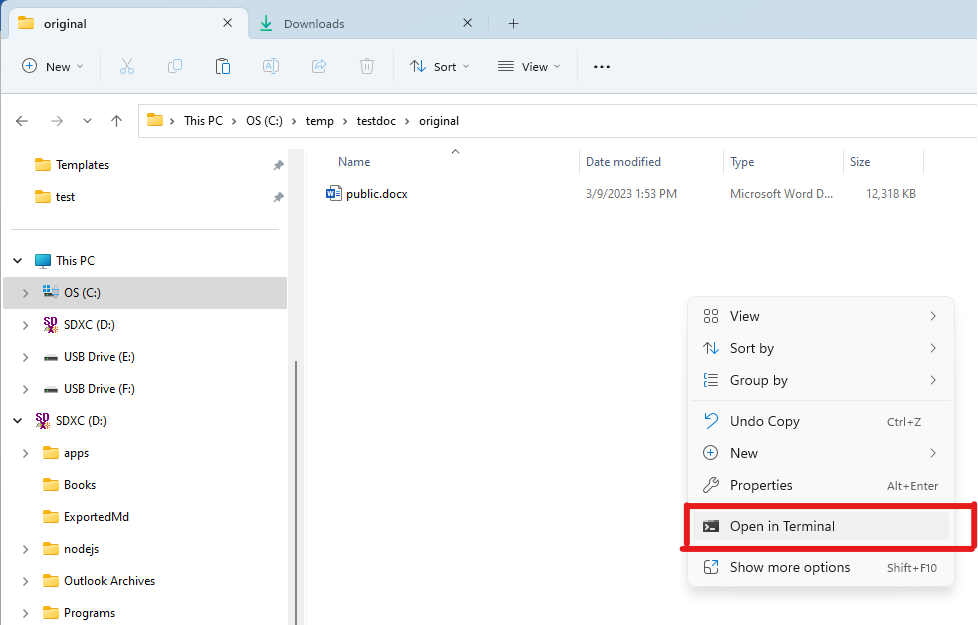 original
Downloads
New
Sort
View
This PC
OS (C:)
temp
testdoc
original
Templates
test
This PC
OS (C:)
SDXC (D:)
USB Drive (E:)
USB Drive (F:)
SDXC (D:)
apps
Books
ExportedMd
nodejs
Outlook Archives
Programs
Name
Date modified
Type
Size
public.docx
3/9/2023 1:53 PM
Microsoft Word D...
12,318 KB
View
Sort by
Group by
Undo Copy Ctrl+Z
New
Properties Alt+Enter
Open in Terminal
Show more options Shift+F10